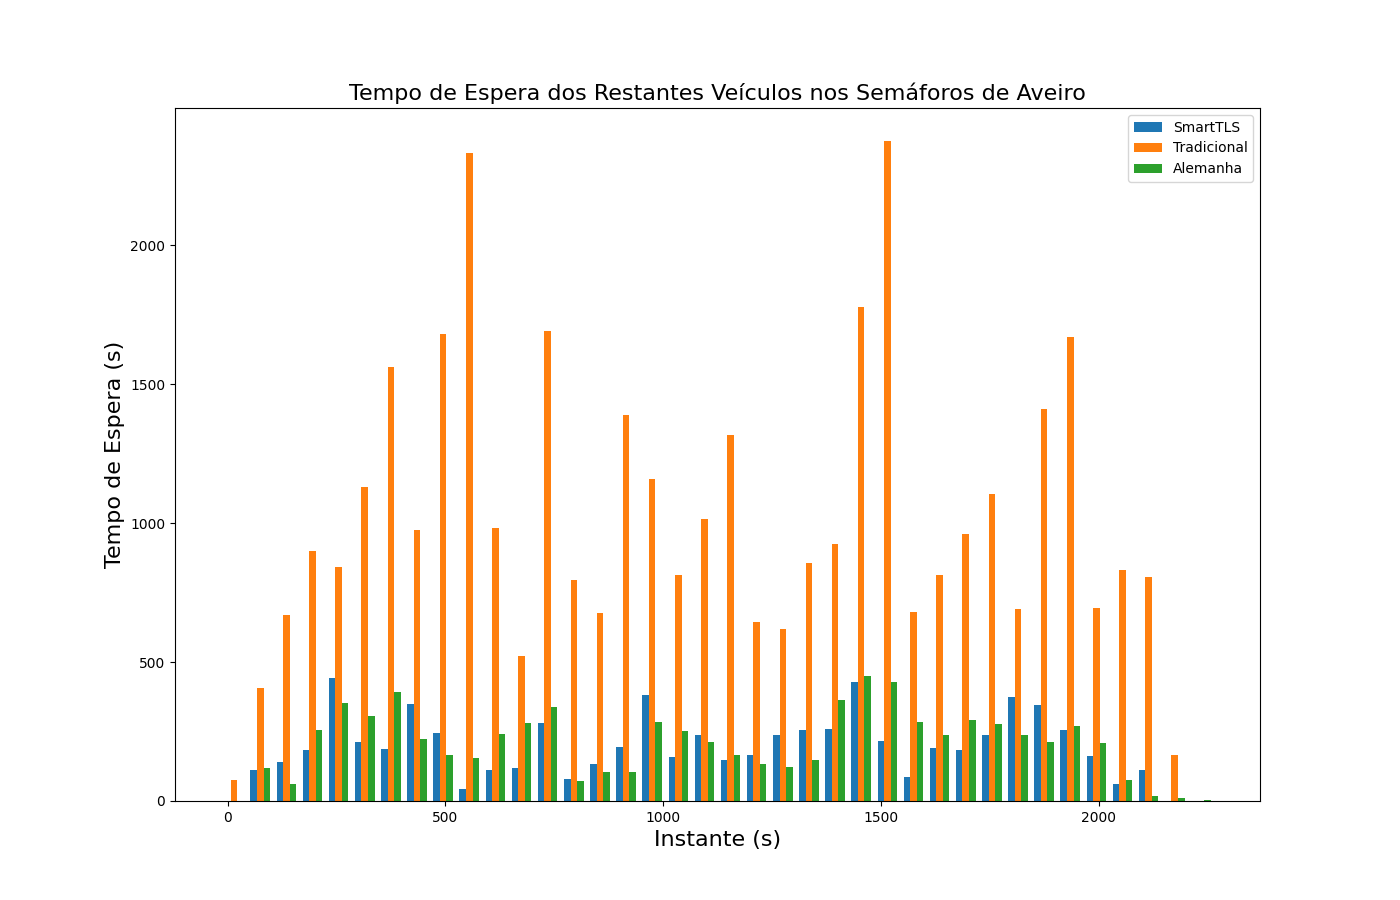 Tempo de Espera dos Restantes Veículos nos Semáforos de Aveiro
SmartTLS
Tradicional
Alemanha
Tempo de Espera (s)
2000
1500
1000
500
0
0 500 1000 1500 2000
Instante (s)